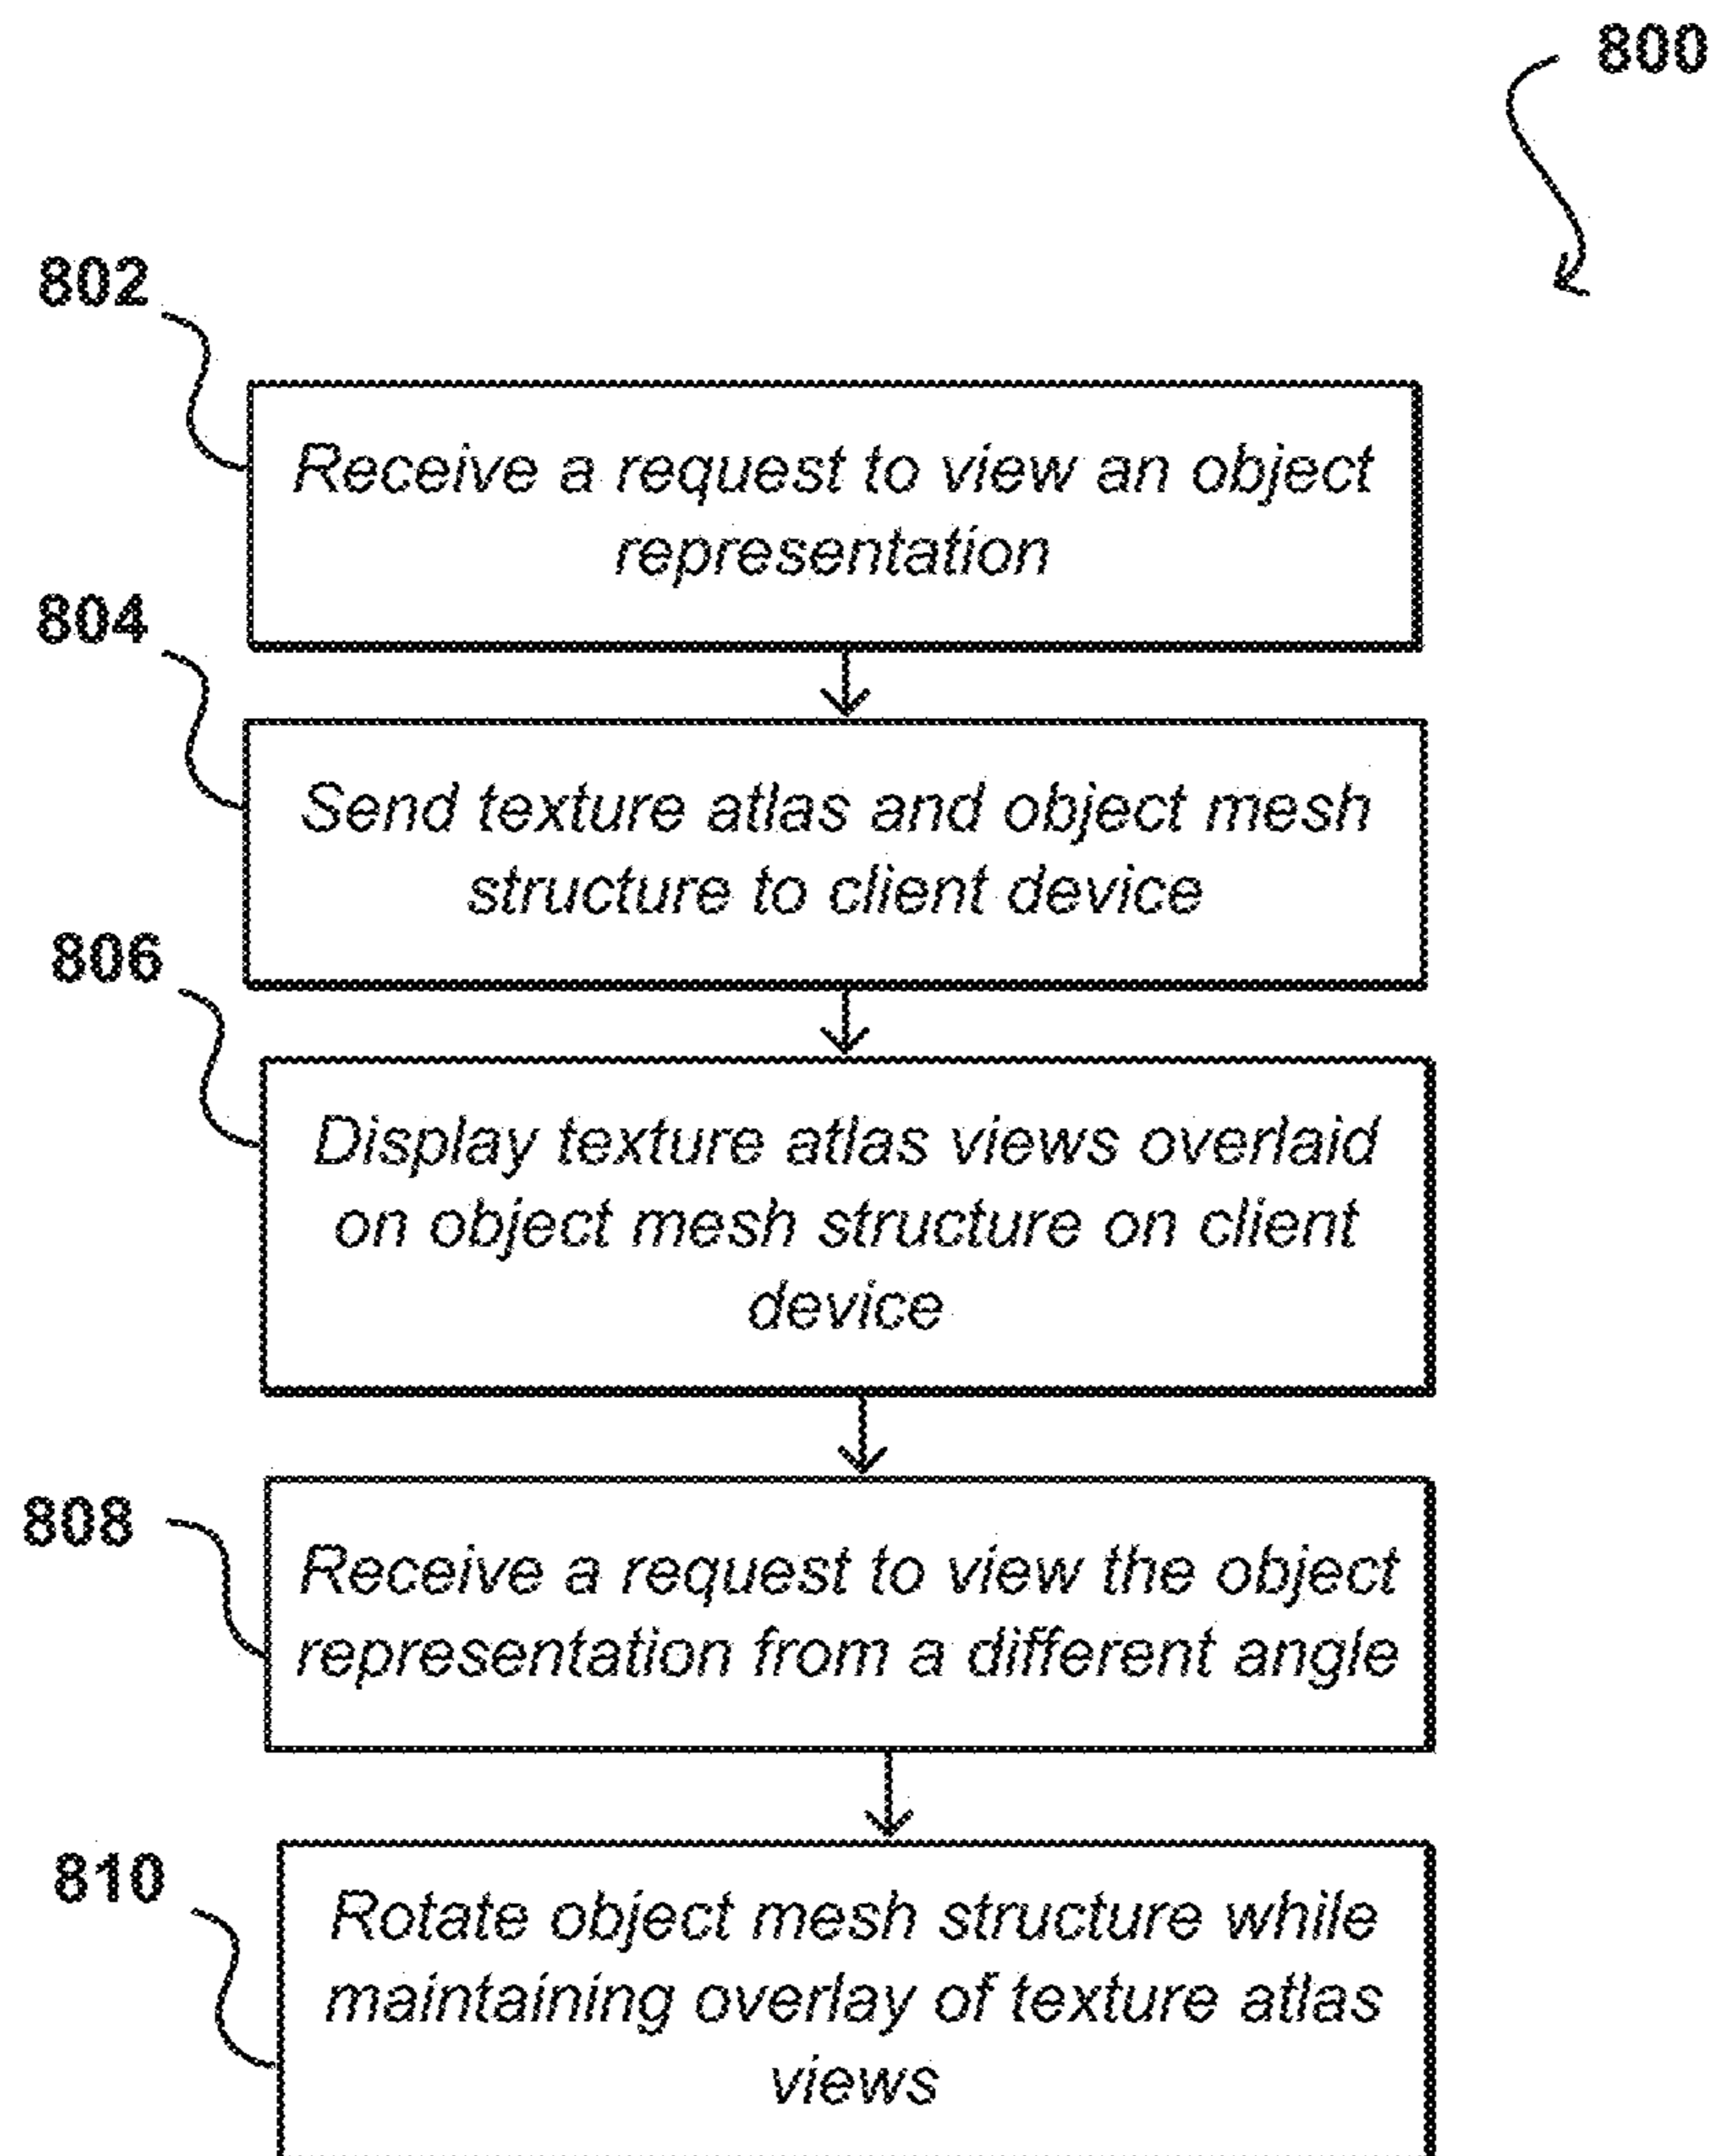 800
802
Receive a request to view an object
representation
804
Send texture atlas and object mesh
structure to client device
806
Display texture atlas views overlaid
on object mesh structure on client
device
808
Receive a request to view the object
representation from a different angle
810
Rotate object mesh structure while
maintaining overlay of texture atlas
views